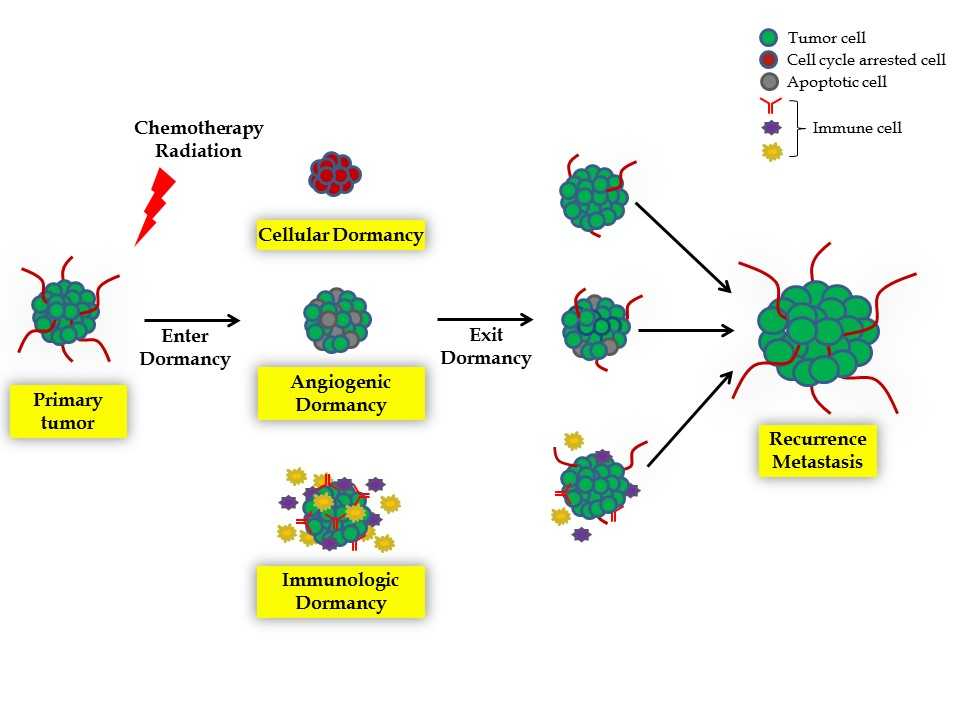 Tumor cell
Cell cycle arrested cell
Apoptotic cell
Immune cell
Chemotherapy
Radiation
Cellular Dormancy
Enter
Dormancy
Exit
Dormancy
Primary
tumor
Angiogenic
Dormancy
Recurrence
Metastasis
Immunologic
Dormancy